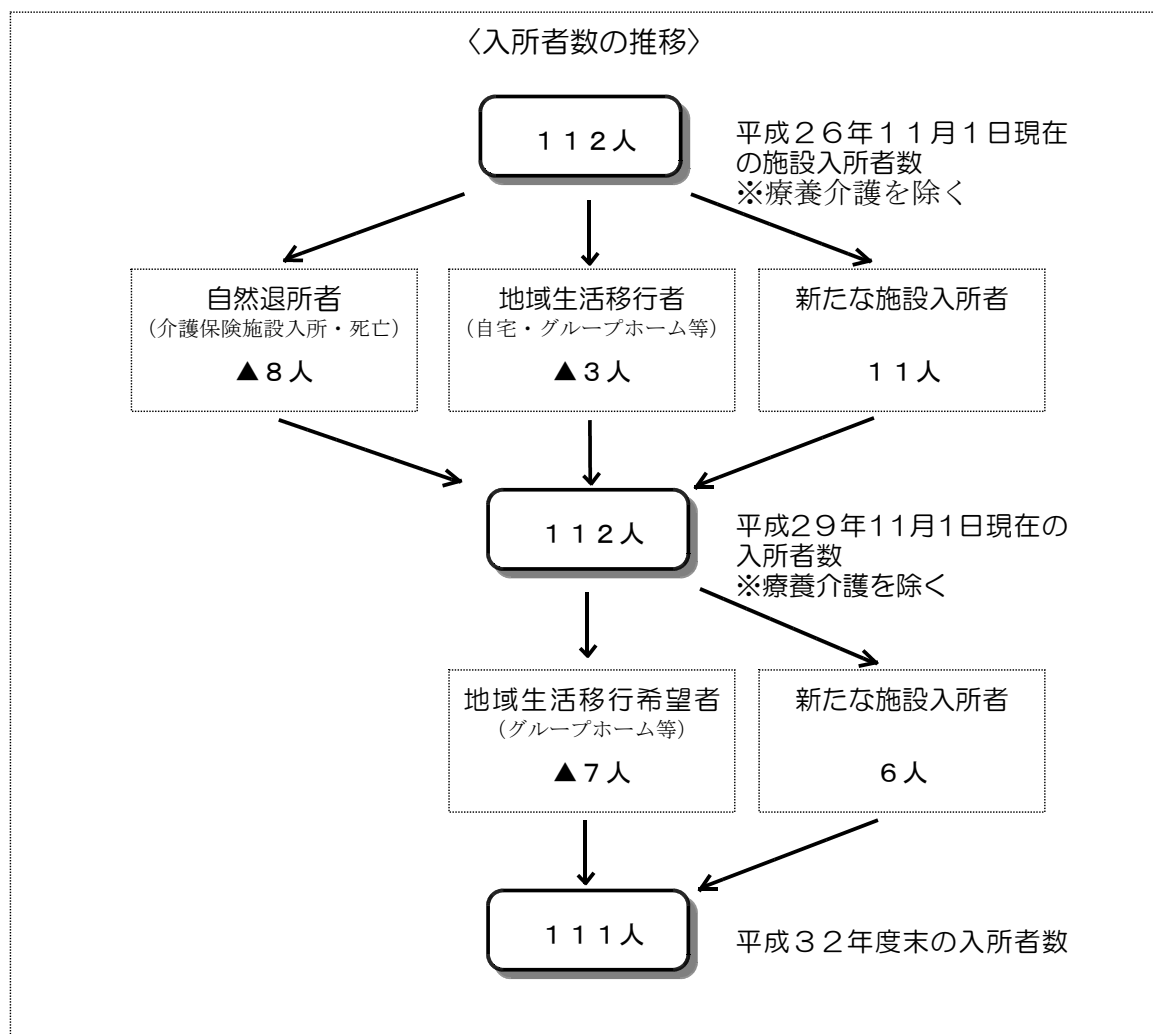 〈入所者数の推移〉
１１２人
平成２６年１１月１日現在
の施設入所者数
※療養介護を除く
自然退所者
（介護保険施設入所・死亡）
▲８人
地域生活移行者
（自宅・グループホーム等）
▲３人
新たな施設入所者
１１人
１１２人
平成２９年１１月１日現在の
入所者数
※療養介護を除く
地域生活移行希望者
（グループホーム等）
▲７人
新たな施設入所者
６人
１１１人
平成３２年度末の入所者数